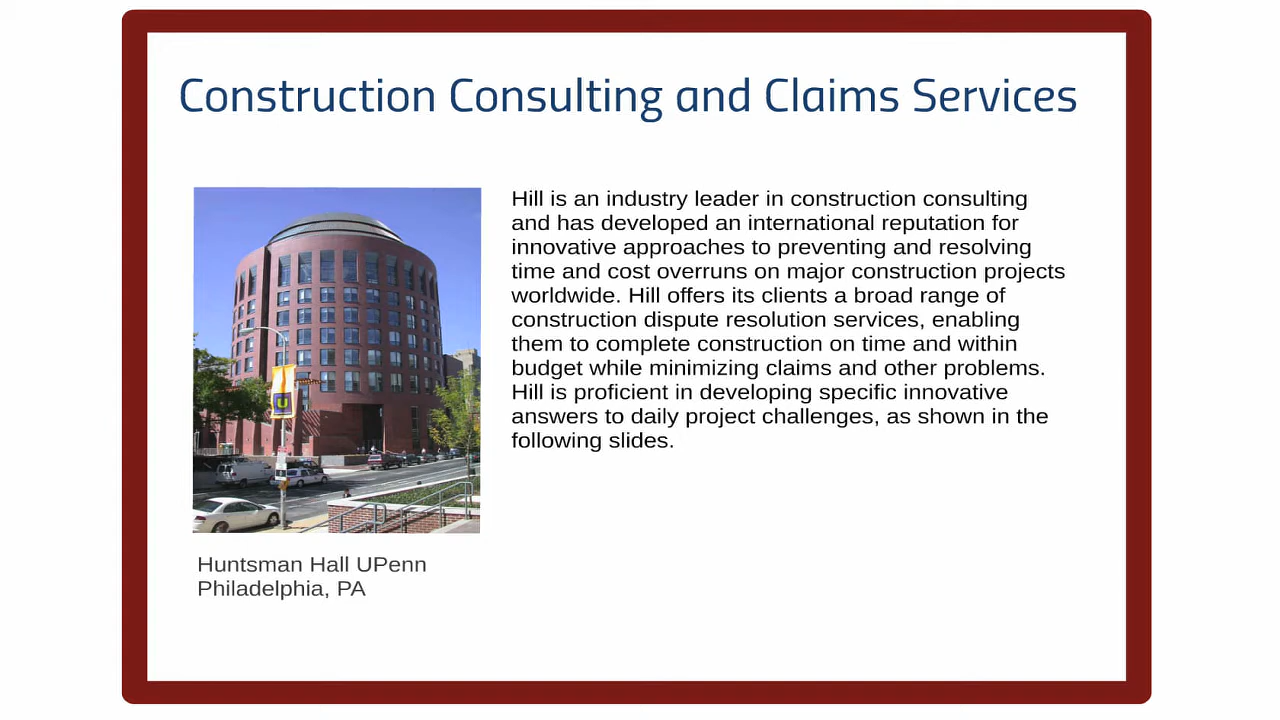 Construction Consulting and Claims Services
Hill is an industry leader in construction consulting
and has developed an international reputation for
innovative approaches to preventing and resolving
time and cost overruns on major construction projects
worldwide. Hill offers its clients a broad range of
construction dispute resolution services, enabling
them to complete construction on time and within
budget while minimizing claims and other problems.
Hill is proficient in developing specific innovative
answers to daily project challenges, as shown in the
following slides.
U
Huntsman Hall UPenn
Philadelphia, PA